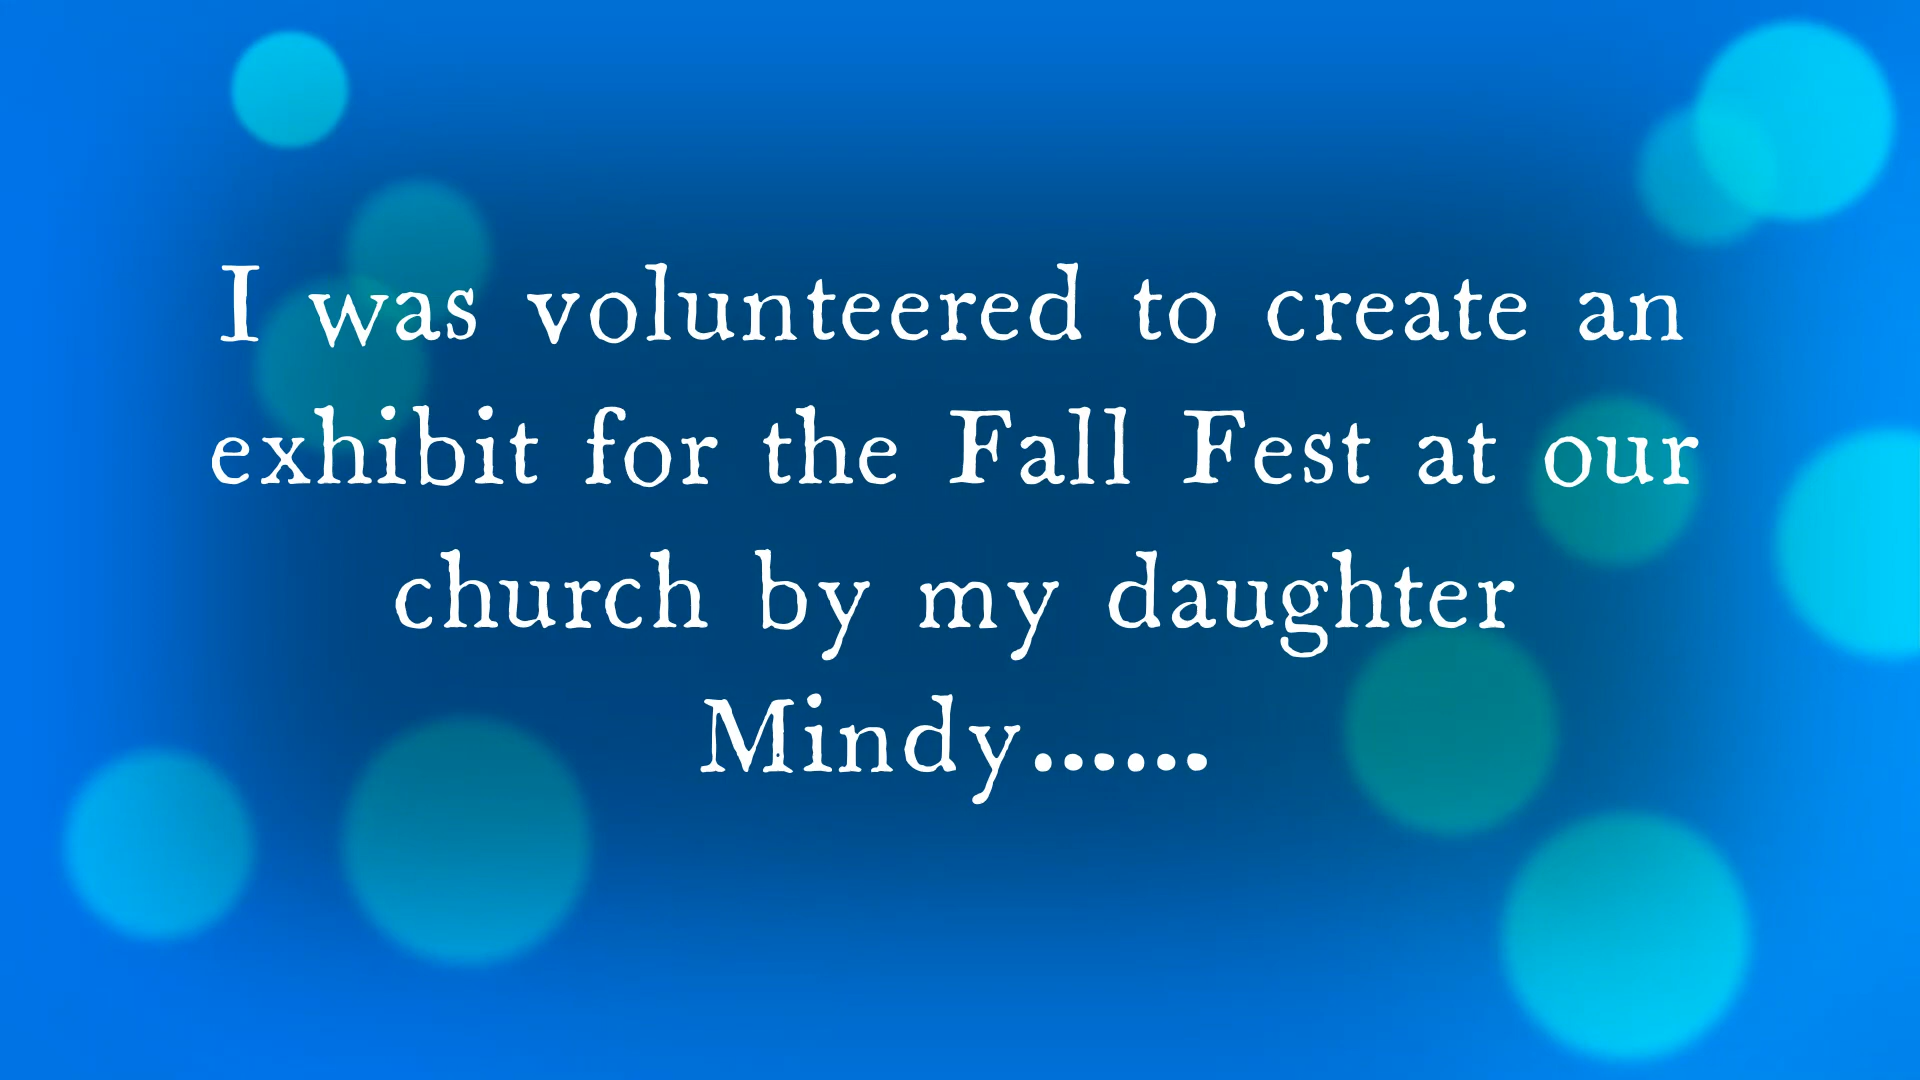 I was volunteered to create an
exhibit for the Fall Fest at our
church by my daughter
Mindy......